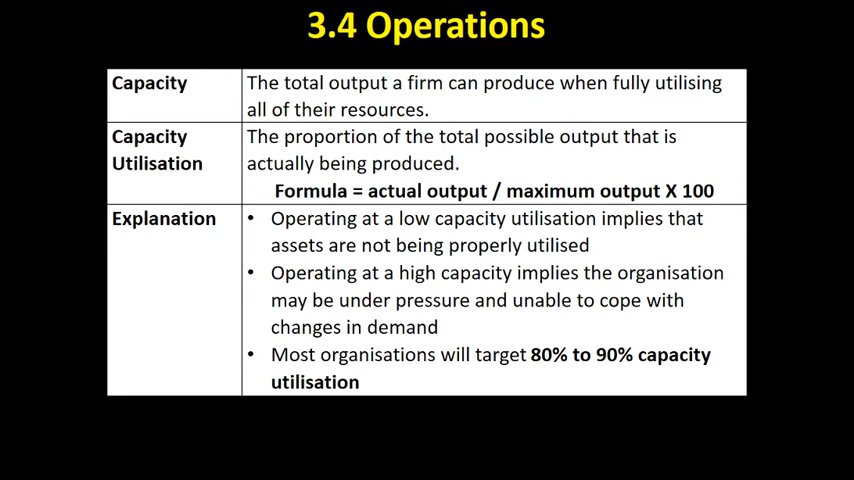 3.4 Operations
Capacity
The total output a firm can produce when fully utilising
all of their resources.
Capacity
Utilisation
The proportion of the total possible output that is
actually being produced.
Formula = actual output / maximum output X 100
Explanation
• Operating at a low capacity utilisation implies that
assets are not being properly utilised
• Operating at a high capacity implies the organisation
may be under pressure and unable to cope with
changes in demand
• Most organisations will target 80% to 90% capacity
utilisation